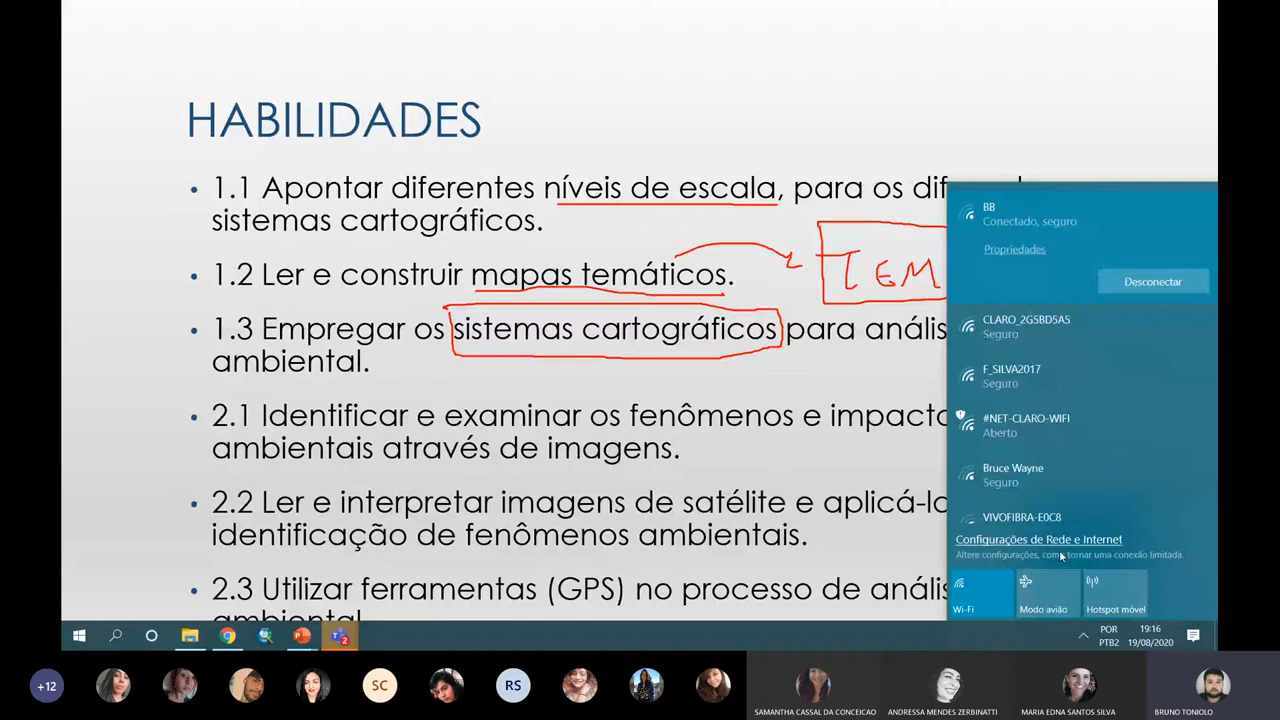 HABILIDADES
• 1.1 Apontar diferentes níveis de escala, para os
sistemas cartográficos.
• 1.2 Ler e construir mapas temáticos.
TEM
• 1.3 Empregar os sistemas cartográficos para
ambiental.
• 2.1 Identificar e examinar os fenômenos e
ambientais através de imagens.
• 2.2 Ler e interpretar imagens de satélite e
identificação de fenômenos ambientais.
• 2.3 Utilizar ferramentas (GPS) no processo de
ambiental
BB
Conectado, seguro
Propriedades
Desconectar
CLARO_2G5BD5A5
Seguro
F_SILVA2017
Seguro
#NET-CLARO-WIFI
Aberto
Bruce Wayne
Seguro
VIVOFIBRA-E0C8
Configurações de Rede e Internet
Altere configurações, como tornar uma conexão limitada.
Wi-Fi
Modo avião
Hotspot móvel
2
POR
PTB2
19:16
19/08/2020
+12
SC
RS
SAMANTHA CASSAL DA CONCEICAO
ANDRESSA MENDES ZERBINATTI
MARIA EDNA SANTOS SILVA
BRUNO TONIOLO